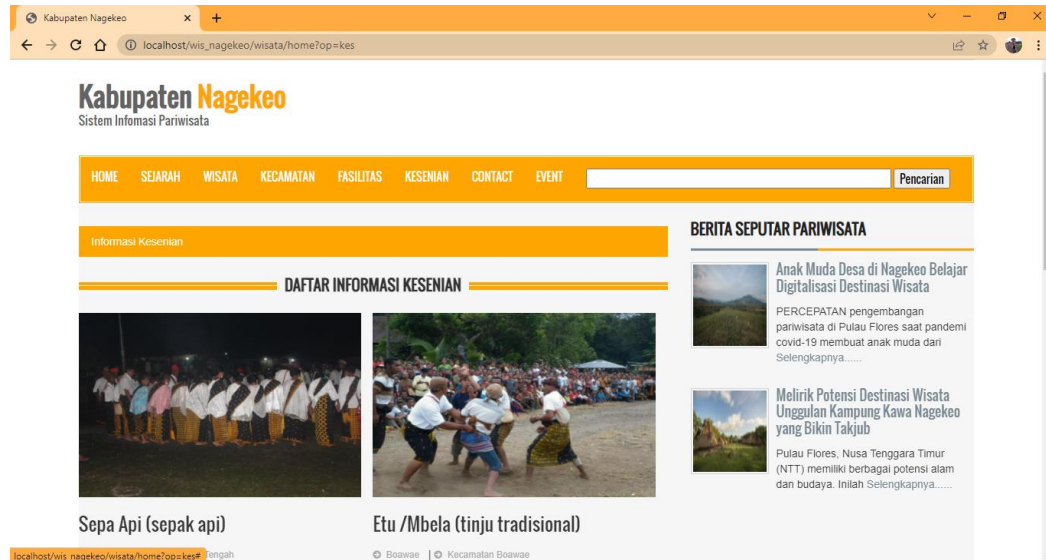 Kabupaten Nagekeo
localhost/wis_nagekeo/wisata/home?op=kes
Kabupaten Nagekeo
Sistem Infomasi Pariwisata
HOME SEJARAH WISATA KECAMATAN FASILITAS KESENIAN CONTACT EVENT Pencarian
Informasi Kesenian
DAFTAR INFORMASI KESENIAN
Sepa Api (sepak api)
Tengah
Etu /Mbela (tinju tradisional)
Boawae | Kecamatan Boawae
BERITA SEPUTAR PARIWISATA
Anak Muda Desa di Nagekeo Belajar
Digitalisasi Destinasi Wisata
PERCEPATAN pengembangan
pariwisata di Pulau Flores saat pandemi
covid-19 membuat anak muda dari
Selengkapnya......
Melirik Potensi Destinasi Wisata
Unggulan Kampung Kawa Nagekeo
yang Bikin Takjub
Pulau Flores, Nusa Tenggara Timur
(NTT) memiliki berbagai potensi alam
dan budaya. Inilah Selengkapnya......
localhost/wis_nagekeo/wisata/home?op=kes#